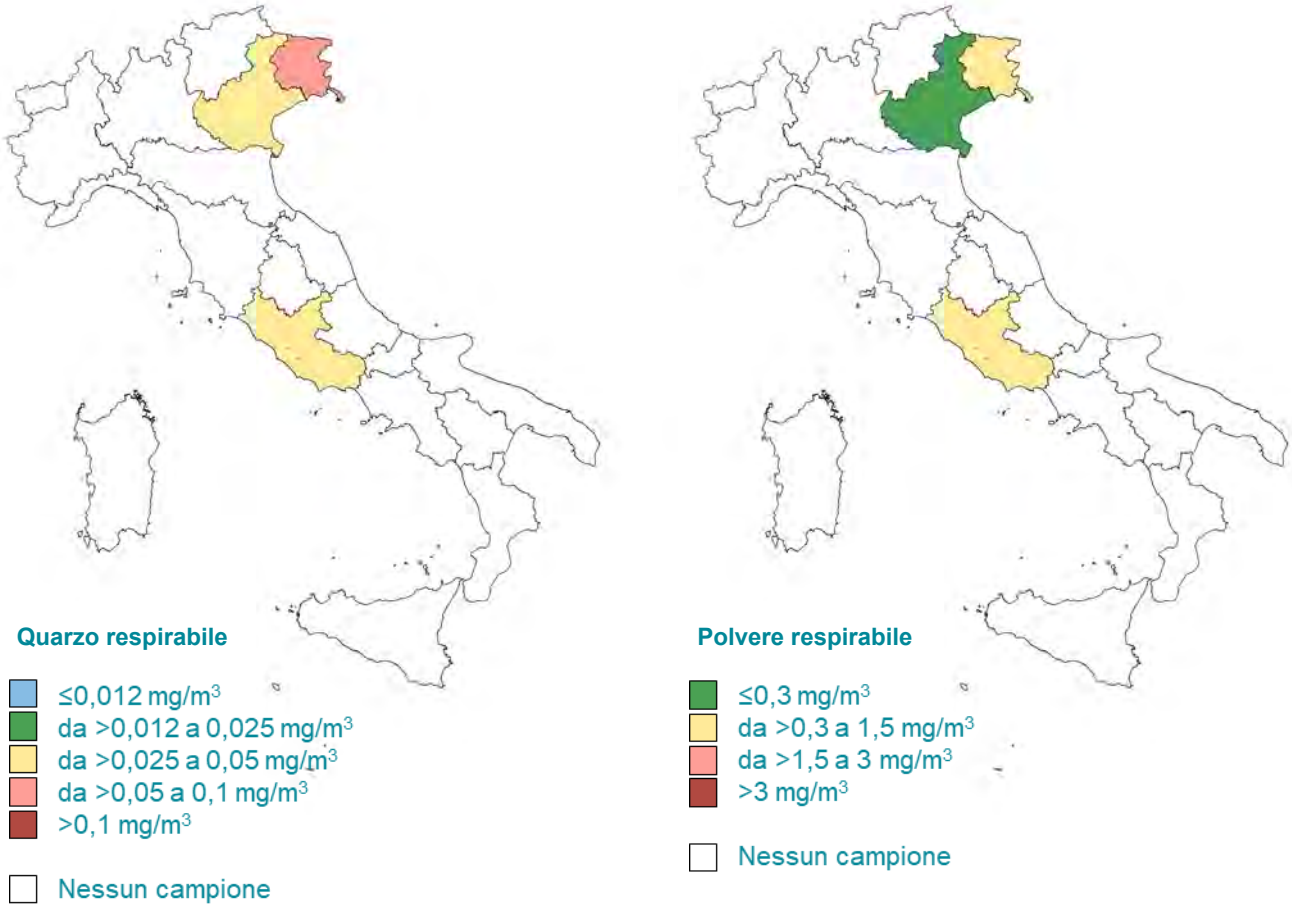 Quarzo respirabile
≤0,012 mg/m³
da >0,012 a 0,025 mg/m³
da >0,025 a 0,05 mg/m³
da >0,05 a 0,1 mg/m³
>0,1 mg/m³
Nessun campione
Polvere respirabile
≤0,3 mg/m³
da >0,3 a 1,5 mg/m³
da >1,5 a 3 mg/m³
>3 mg/m³
Nessun campione